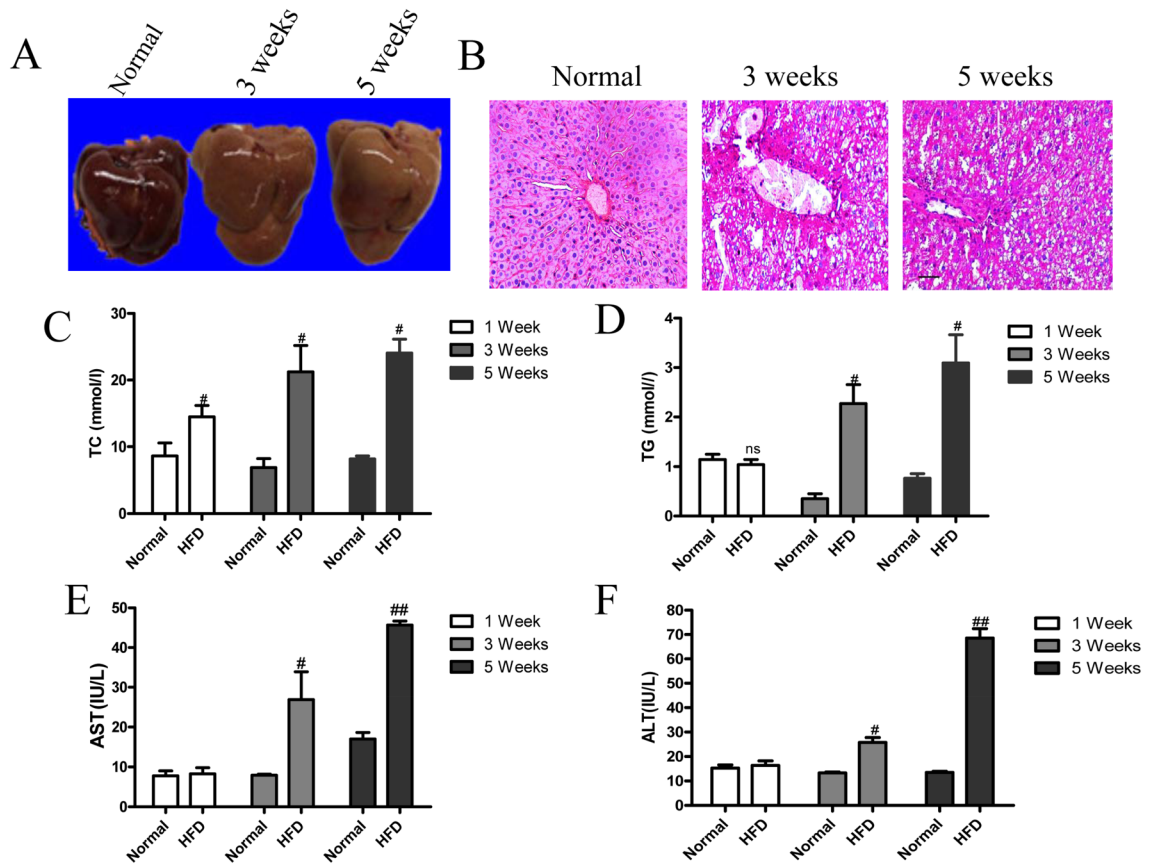 A
Normal
3 weeks
5 weeks
B
Normal
3 weeks
5 weeks
C
TC (mmol/l)
30
20
10
0
#
#
#
Normal
HFD
Normal
HFD
Normal
HFD
1 Week
3 Weeks
5 Weeks
D
TG (mmol/l)
4
3
2
1
0
ns
#
#
Normal
HFD
Normal
HFD
Normal
HFD
1 Week
3 Weeks
5 Weeks
E
AST(IU/L)
50
40
30
20
10
0
#
##
Normal
HFD
Normal
HFD
Normal
HFD
1 Week
3 Weeks
5 Weeks
F
ALT(IU/L)
80
70
60
50
40
30
20
10
0
#
##
Normal
HFD
Normal
HFD
Normal
HFD
1 Week
3 Weeks
5 Weeks